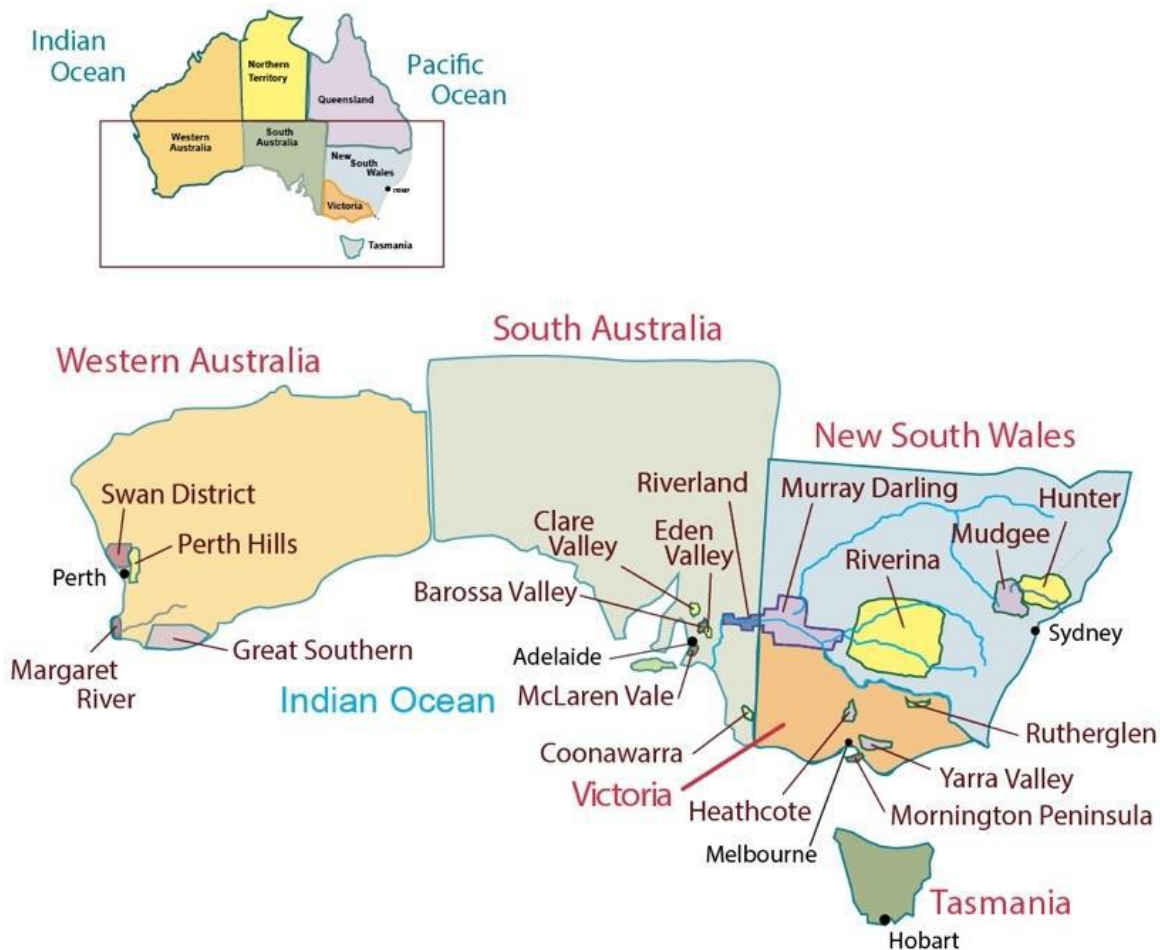 Indian
Ocean
Northern
Territory
Pacific
Ocean
Queensland
Western
Australia
South
Australia
New
South
Wales
SYDNEY
Victoria
Tasmania
South Australia
Western Australia
New South Wales
Swan District
Perth Hills
Perth
Margaret
River
Great Southern
Indian Ocean
Riverland
Clare
Valley
Eden
Valley
Barossa Valley
Adelaide
McLaren Vale
Coonawarra
Murray Darling
Hunter
Mudgee
Riverina
Sydney
Victoria
Rutherglen
Yarra Valley
Heathcote
Mornington Peninsula
Melbourne
Tasmania
Hobart